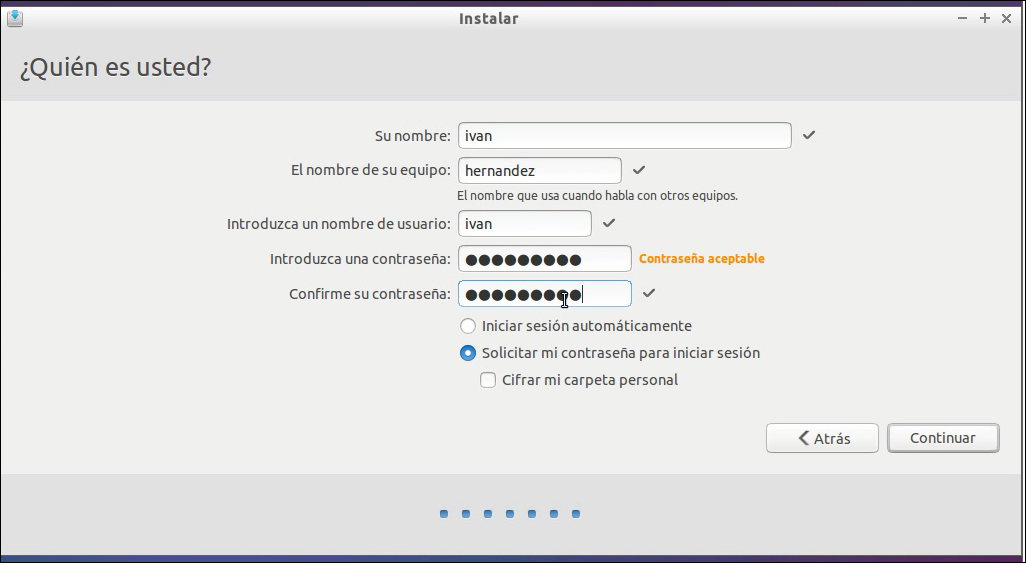 Instalar
¿Quién es usted?
Su nombre: ivan
El nombre de su equipo: hernandez
El nombre que usa cuando habla con otros equipos.
Introduzca un nombre de usuario: ivan
Introduzca una contraseña: ●●●●●●●●● Contraseña aceptable
Confirme su contraseña: ●●●●●●●●●
Iniciar sesión automáticamente
Solicitar mi contraseña para iniciar sesión
Cifrar mi carpeta personal
Atrás Continuar